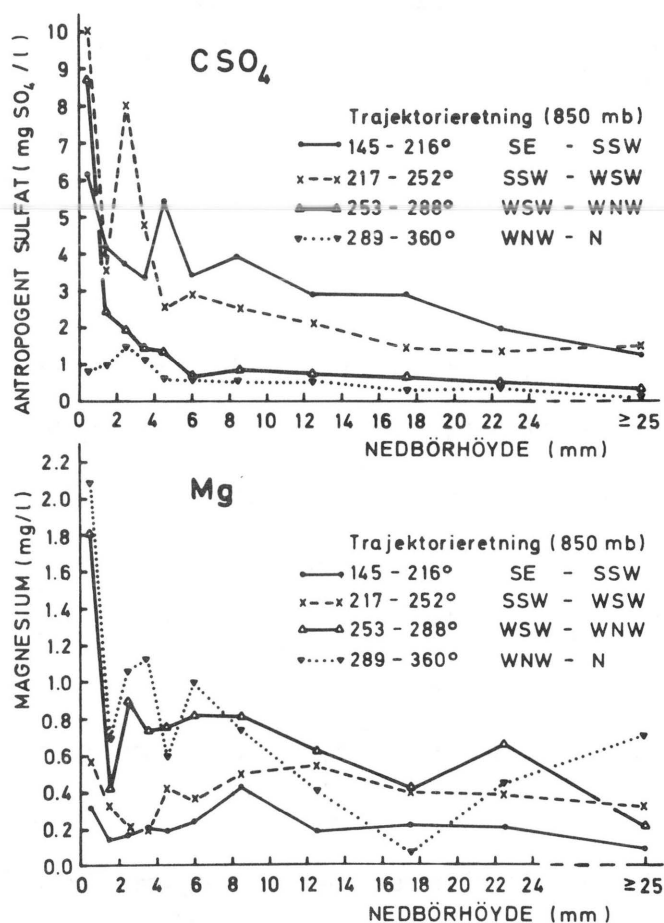 CSO₄
ANTROPOGENT SULFAT (mg SO₄/l)
10
9
8
7
6
5
4
3
2
1
0
Trajektorieretning (850 mb)
145 - 216° SE - SSW
217 - 252° SSW - WSW
253 - 288° WSW - WNW
289 - 360° WNW - N
0 2 4 6 8 10 12 14 16 18 20 22 24 ≥25
NEDBÖRHÖYDE (mm)
Mg
MAGNESIUM (mg/l)
2.2
2.0
1.8
1.6
1.4
1.2
1.0
0.8
0.6
0.4
0.2
0.0
Trajektorieretning (850 mb)
145 - 216° SE - SSW
217 - 252° SSW - WSW
253 - 288° WSW - WNW
289 - 360° WNW - N
0 2 4 6 8 10 12 14 16 18 20 22 24 ≥25
NEDBÖRHÖYDE (mm)